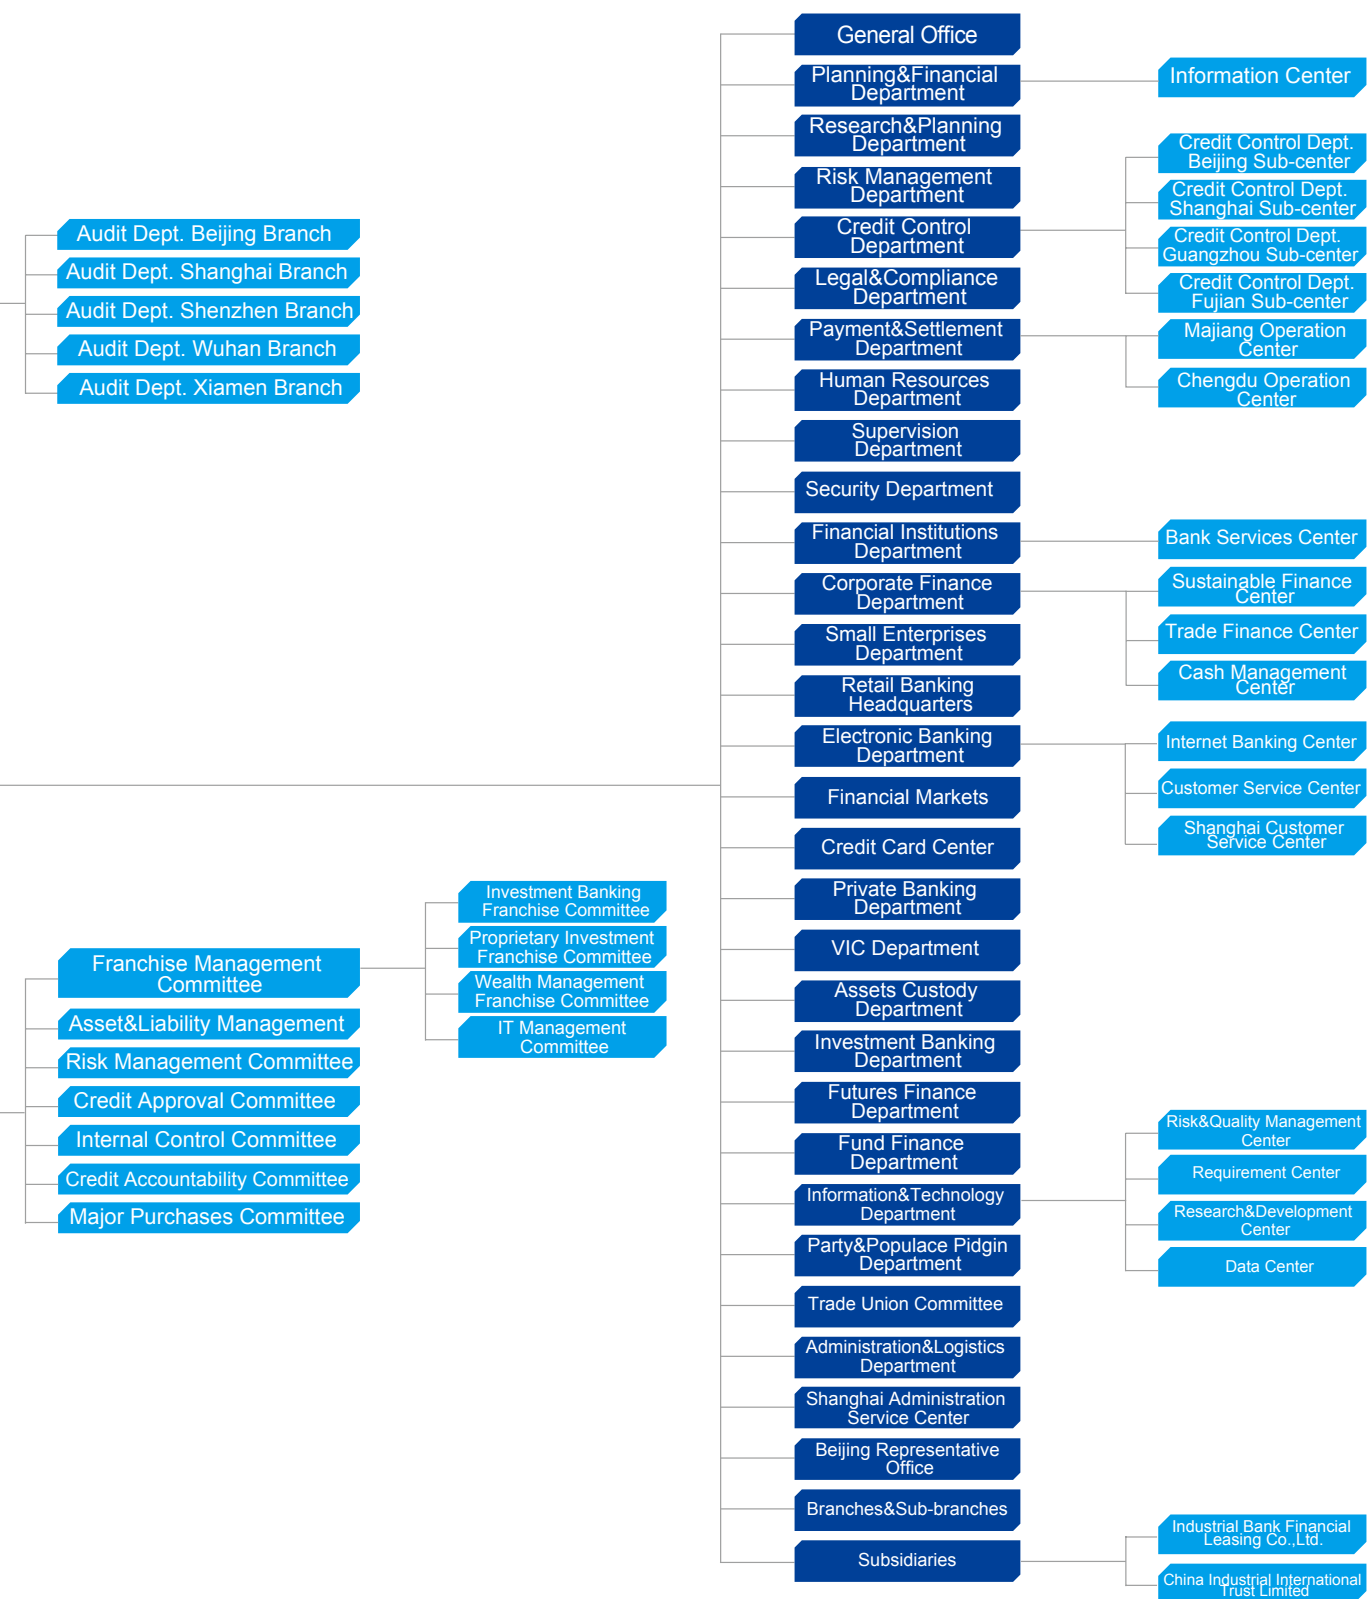 Audit Dept. Beijing Branch
Audit Dept. Shanghai Branch
Audit Dept. Shenzhen Branch
Audit Dept. Wuhan Branch
Audit Dept. Xiamen Branch
Franchise Management
Committee
Asset&Liability Management
Risk Management Committee
Credit Approval Committee
Internal Control Committee
Credit Accountability Committee
Major Purchases Committee
Investment Banking
Franchise Committee
Proprietary Investment
Franchise Committee
Wealth Management
Franchise Committee
IT Management
Committee
General Office
Planning&Financial
Department
Research&Planning
Department
Risk Management
Department
Credit Control
Department
Legal&Compliance
Department
Payment&Settlement
Department
Human Resources
Department
Supervision
Department
Security Department
Financial Institutions
Department
Corporate Finance
Department
Small Enterprises
Department
Retail Banking
Headquarters
Electronic Banking
Department
Financial Markets
Credit Card Center
Private Banking
Department
VIC Department
Assets Custody
Department
Investment Banking
Department
Futures Finance
Department
Fund Finance
Department
Information&Technology
Department
Party&Populace Pidgin
Department
Trade Union Committee
Administration&Logistics
Department
Shanghai Administration
Service Center
Beijing Representative
Office
Branches&Sub-branches
Subsidiaries
Information Center
Credit Control Dept.
Beijing Sub-center
Credit Control Dept.
Shanghai Sub-center
Credit Control Dept.
Guangzhou Sub-center
Credit Control Dept.
Fujian Sub-center
Majiang Operation
Center
Chengdu Operation
Center
Bank Services Center
Sustainable Finance
Center
Trade Finance Center
Cash Management
Center
Internet Banking Center
Customer Service Center
Shanghai Customer
Service Center
Risk&Quality Management
Center
Requirement Center
Research&Development
Center
Data Center
Industrial Bank Financial
Leasing Co.,Ltd.
China Industrial International
Trust Limited